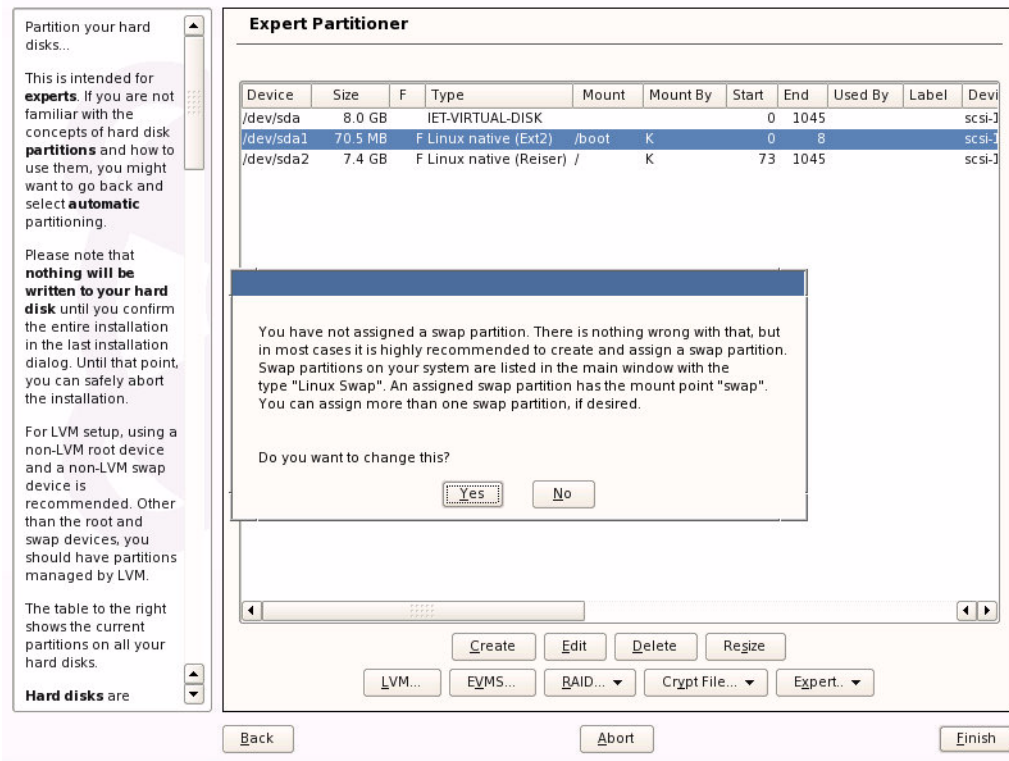 Partition your hard
disks...
This is intended for
experts. If you are not
familiar with the
concepts of hard disk
partitions and how to
use them, you might
want to go back and
select automatic
partitioning.
Please note that
nothing will be
written to your hard
disk until you confirm
the entire installation
in the last installation
dialog. Until that point,
you can safely abort
the installation.
For LVM setup, using a
non-LVM root device
and a non-LVM swap
device is
recommended. Other
than the root and
swap devices, you
should have partitions
managed by LVM.
The table to the right
shows the current
partitions on all your
hard disks.
Hard disks are
Expert Partitioner
Device Size F Type Mount Mount By Start End Used By Label Devi
/dev/sda 8.0 GB IET-VIRTUAL-DISK 0 1045 scsi-1
/dev/sda1 70.5 MB F Linux native (Ext2) /boot K 0 8 scsi-1
/dev/sda2 7.4 GB F Linux native (Reiser) / K 73 1045 scsi-1
You have not assigned a swap partition. There is nothing wrong with that, but
in most cases it is highly recommended to create and assign a swap partition.
Swap partitions on your system are listed in the main window with the
type "Linux Swap". An assigned swap partition has the mount point "swap".
You can assign more than one swap partition, if desired.
Do you want to change this?
Yes No
Create Edit Delete Resize
LVM... EVMS... RAID... Crypt File... Expert..
Back Abort Finish